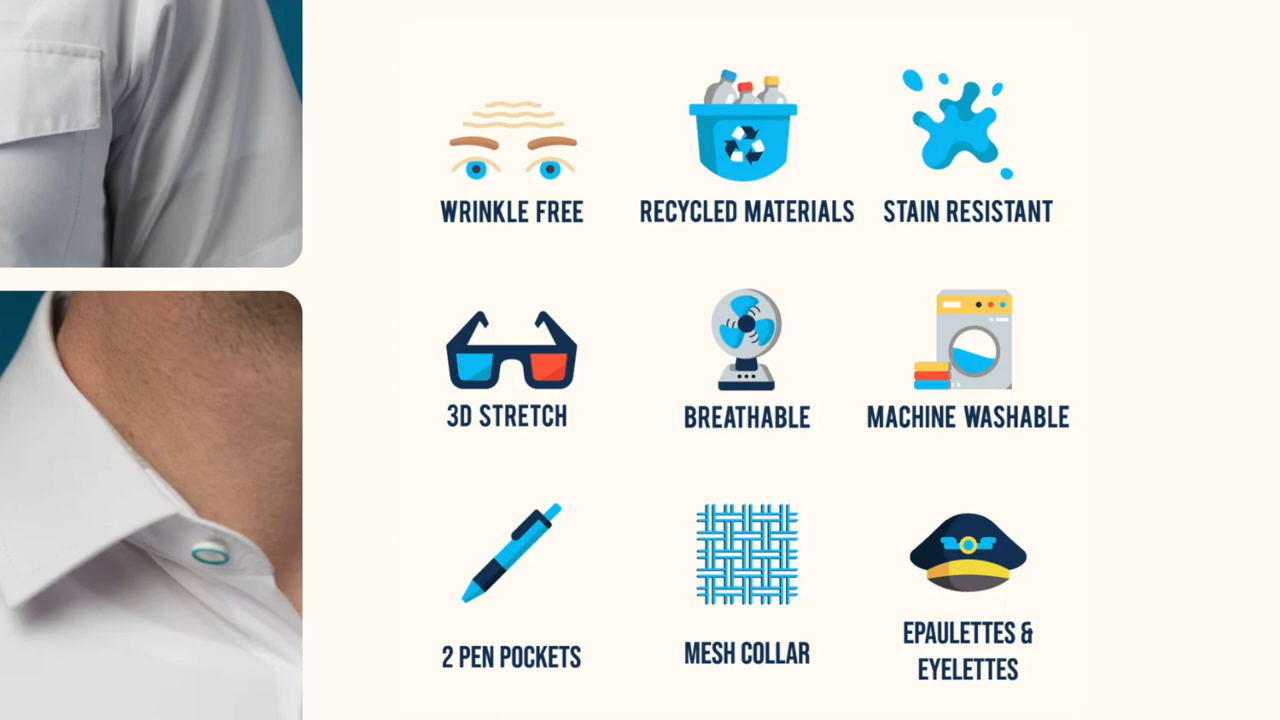 WRINKLE FREE
RECYCLED MATERIALS
STAIN RESISTANT
3D STRETCH
BREATHABLE
MACHINE WASHABLE
2 PEN POCKETS
MESH COLLAR
EPAULETTES &
EYELETTES